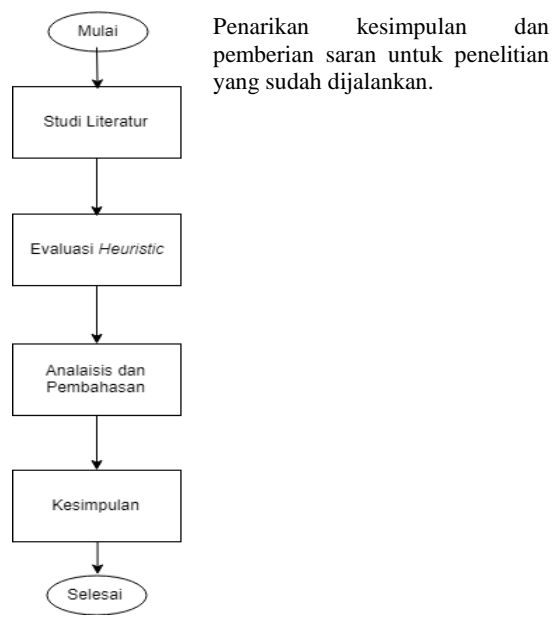 Mulai
Studi Literatur
Evaluasi Heuristic
Analaisis dan
Pembahasan
Kesimpulan
Selesai
Penarikan kesimpulan dan
pemberian saran untuk penelitian
yang sudah dijalankan.